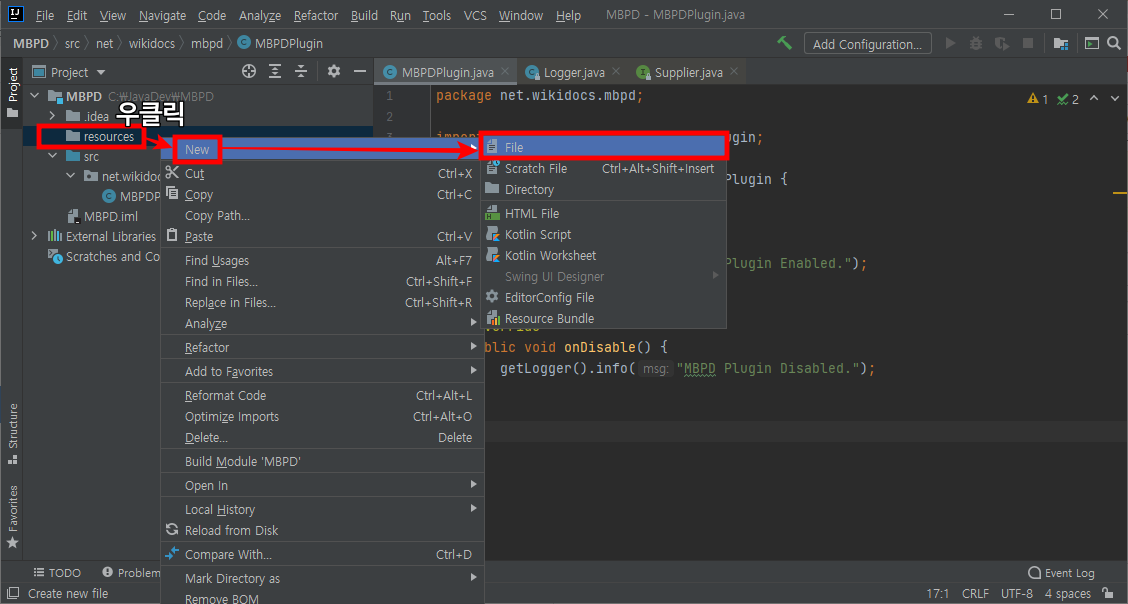 File Edit View Navigate Code Analyze Refactor Build Run Tools VCS Window Help MBPD - MBPDPlugin.java
MBPD src net wikidocs mbpd MBPDPlugin Add Configuration...
Project
Project
MBPDPlugin.java Logger.java Supplier.java
MBPD C:₩JavaDev₩MBPD
.idea
우클릭
resources
src
net.wikidoc
MBPDP
MBPD.iml
External Libraries
Scratches and Co
1 package net.wikidocs.mbpd;
1 2
2
3 import gin;
Plugin {
Plugin Enabled.");
blic void onDisable() {
getLogger().info( msg: "MBPD Plugin Disabled.");
New
Cut Ctrl+X
Copy Ctrl+C
Copy Path...
Paste Ctrl+V
Find Usages Alt+F7
Find in Files... Ctrl+Shift+F
Replace in Files... Ctrl+Shift+R
Analyze
Refactor
Add to Favorites
Reformat Code Ctrl+Alt+L
Optimize Imports Ctrl+Alt+O
Delete... Delete
Build Module 'MBPD'
Open In
Local History
Reload from Disk
Compare With... Ctrl+D
Mark Directory as
Remove BOM
File
Scratch File Ctrl+Alt+Shift+Insert
Directory
HTML File
Kotlin Script
Kotlin Worksheet
Swing UI Designer
EditorConfig File
Resource Bundle
Structure
Favorites
TODO Problem Event Log
Create new file 17:1 CRLF UTF-8 4 spaces